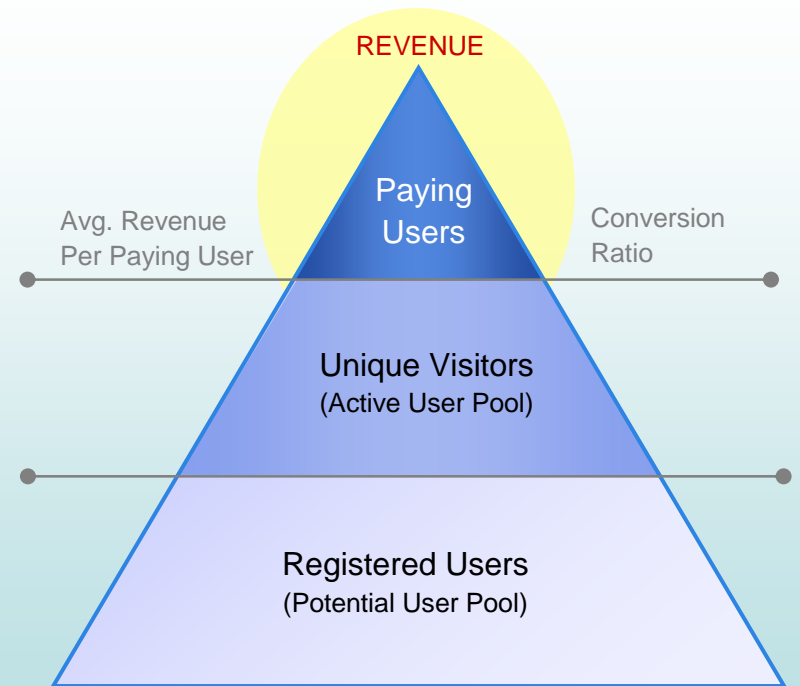 REVENUE
Paying
Users
Avg. Revenue
Per Paying User
Conversion
Ratio
Unique Visitors
(Active User Pool)
Registered Users
(Potential User Pool)